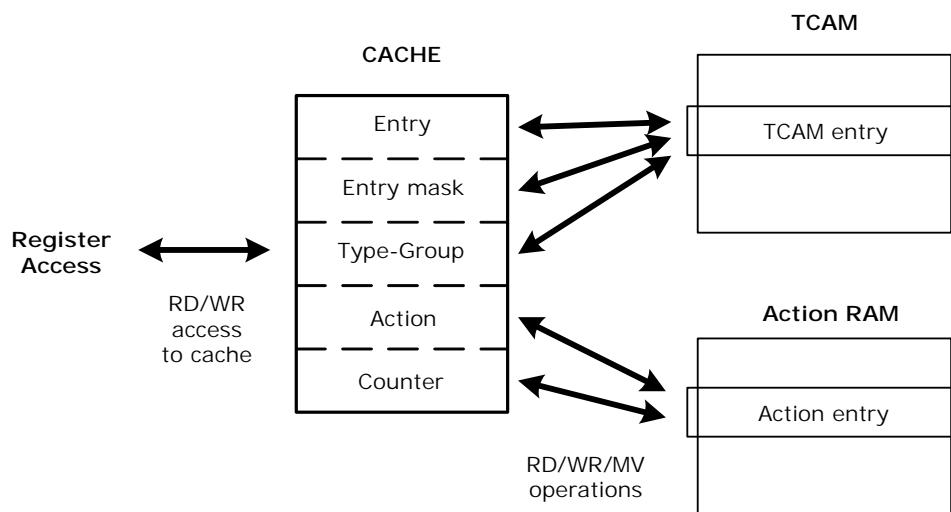 TCAM
CACHE
Entry
TCAM entry
Entry mask
Register
Access
Type-Group
RD/WR
access
to cache
Action
Action RAM
Counter
Action entry
RD/WR/MV
operations